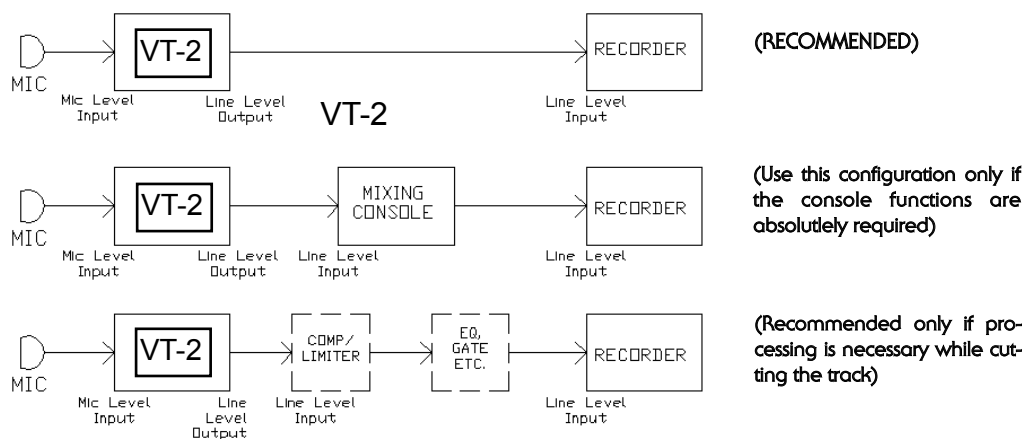 VT-2
RECORDER
(RECOMMENDED)
MIC
Mic Level
Input
Line Level
Output
VT-2
Line Level
Input
VT-2
MIXING
CONSOLE
RECORDER
(Use this configuration only if
the console functions are
absolutlely required)
MIC
Mic Level
Input
Line Level
Output
Line Level
Input
Line Level
Input
VT-2
COMP/
LIMITER
EQ,
GATE
ETC.
RECORDER
(Recommended only if pro-
cessing is necessary while cut-
ting the track)
MIC
Mic Level
Input
Line
Level
Output
Line Level
Input
Line Level
Input